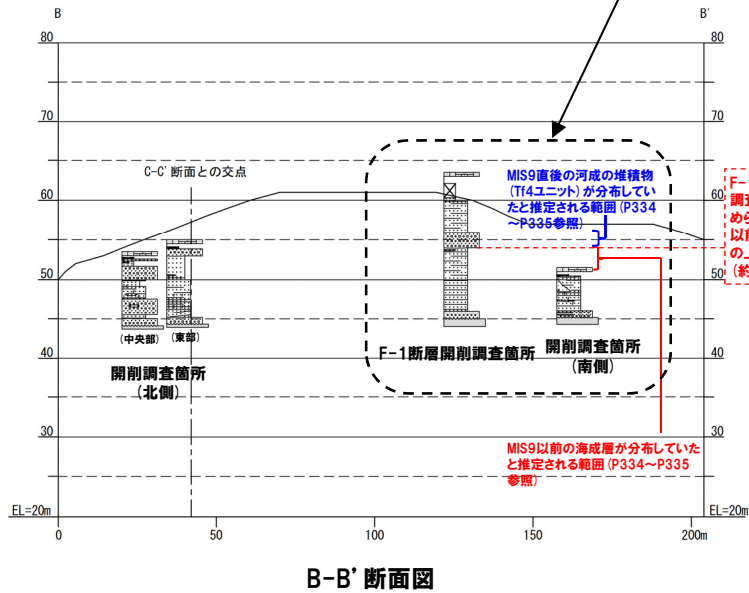 B
B'
80
80
70
70
C-C' 断面との交点
MIS9直後の河成の堆積物
(Tf4ユニット)が分布してい
たと推定される範囲(P334
～P335参照)
60
60
50
50
(中央部)
(東部)
開削調査箇所
(北側)
F-1断層開削調査箇所
開削調査箇所
(南側)
40
40
MIS9以前の海成層が分布していた
と推定される範囲(P334～P335
参照)
30
30
EL=20m
EL=20m
0
50
100
150
200m
B-B' 断面図